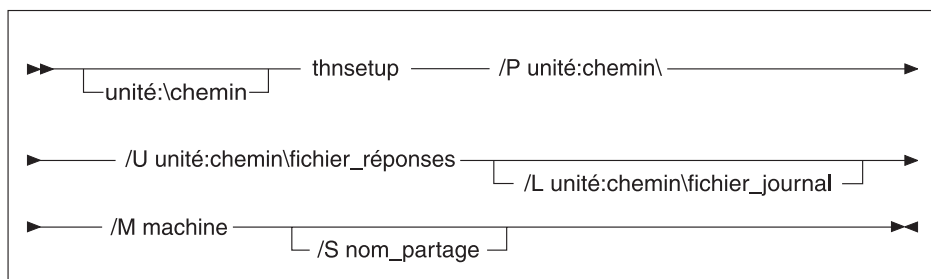 thnsetup /P unité:chemin\
unité:\chemin
/U unité:chemin\fichier_réponses
/L unité:chemin\fichier_journal
/M machine
/S nom_partage